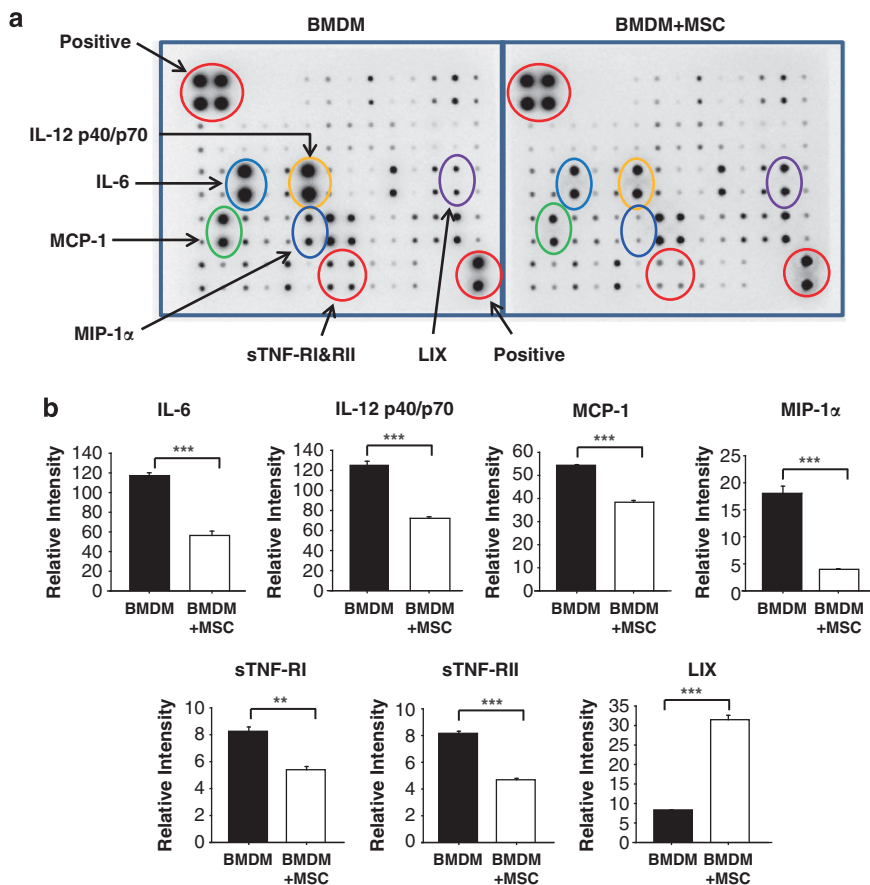 a
BMDM
BMDM+MSC
Positive
IL-12 p40/p70
IL-6
MCP-1
MIP-1α
sTNF-RI&RII
LIX
Positive
b
IL-6
Relative Intensity
140
120
100
80
60
40
20
0
***
BMDM
BMDM
+MSC
IL-12 p40/p70
Relative Intensity
140
120
100
80
60
40
20
0
***
BMDM
BMDM
+MSC
MCP-1
Relative Intensity
60
50
40
30
20
10
0
***
BMDM
BMDM
+MSC
MIP-1α
Relative Intensity
25
20
15
10
5
0
***
BMDM
BMDM
+MSC
sTNF-RI
Relative Intensity
10
8
6
4
2
0
**
BMDM
BMDM
+MSC
sTNF-RII
Relative Intensity
10
8
6
4
2
0
***
BMDM
BMDM
+MSC
LIX
Relative Intensity
35
30
25
20
15
10
5
0
***
BMDM
BMDM
+MSC